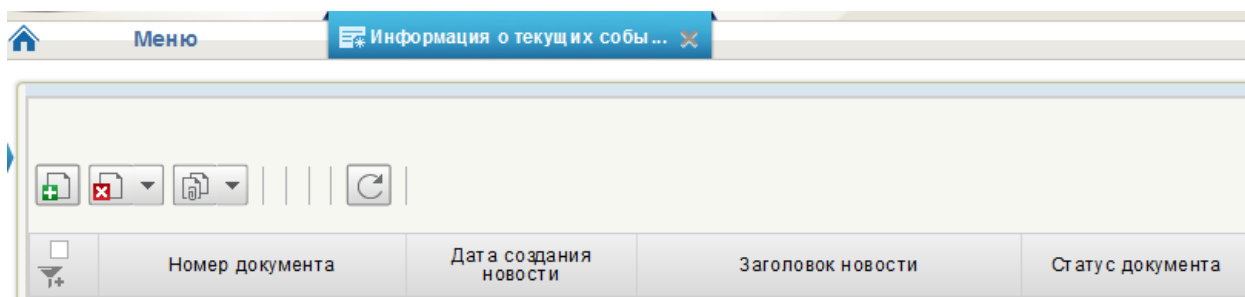 Меню
Информация о текущих собы...
Номер документа
Дата создания
новости
Заголовок новости
Статус документа